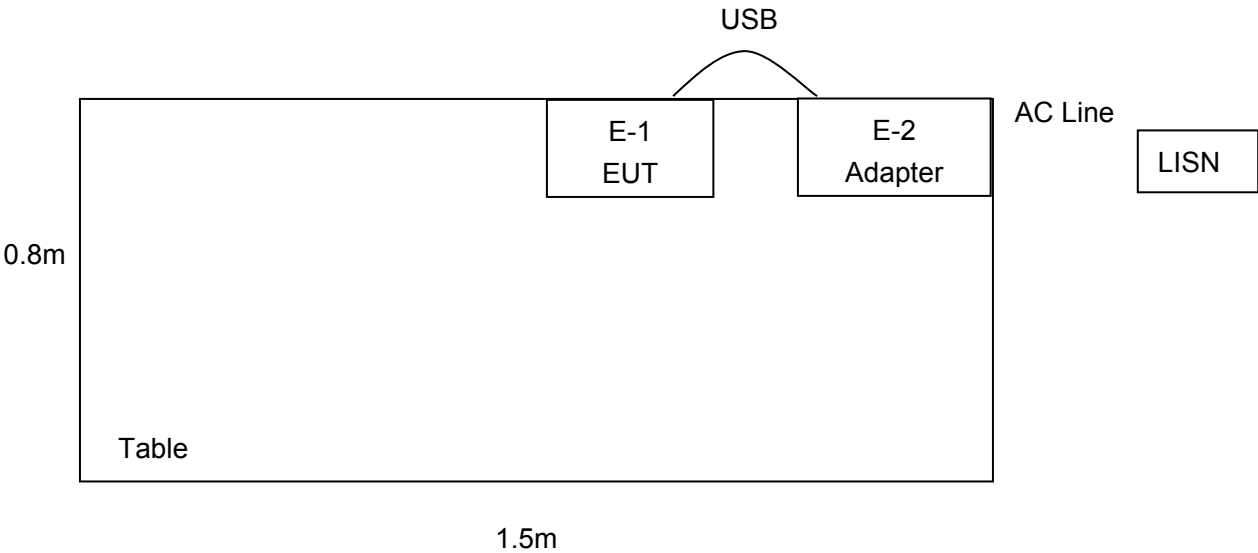 USB
AC Line
E-1
EUT
E-2
Adapter
LISN
0.8m
Table
1.5m